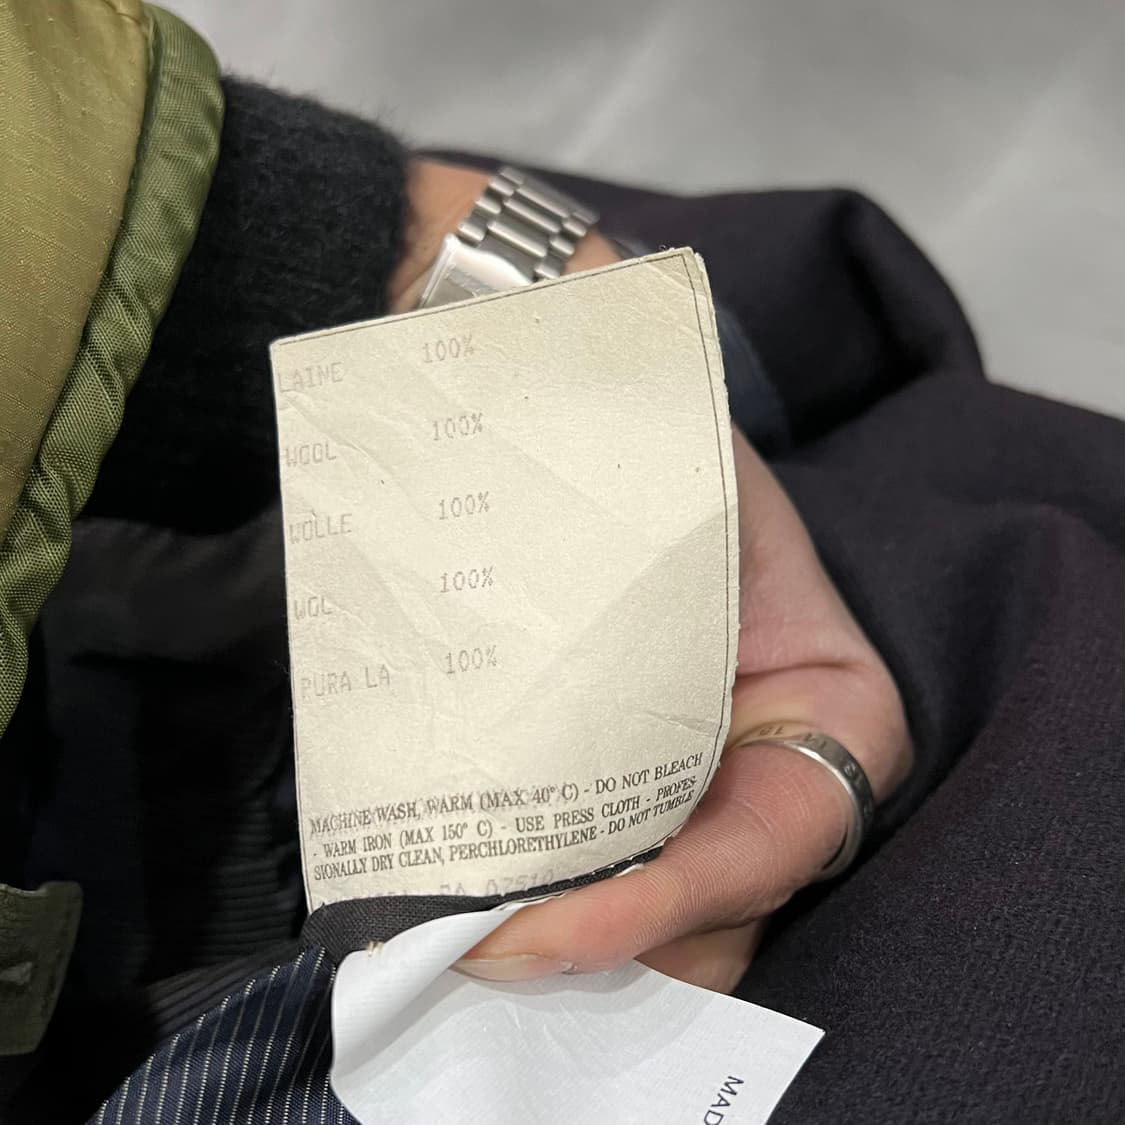 LAINE 100%
WOOL 100%
WOLLE 100%
WOL 100%
PURA LA 100%
MACHINE WASH, WARM (MAX 40° C) - DO NOT BLEACH
- WARM IRON (MAX 150° C) - USE PRESS CLOTH - PROFES-
SIONALLY DRY CLEAN, PERCHLORETHYLENE - DO NOT TUMBLE
MAD